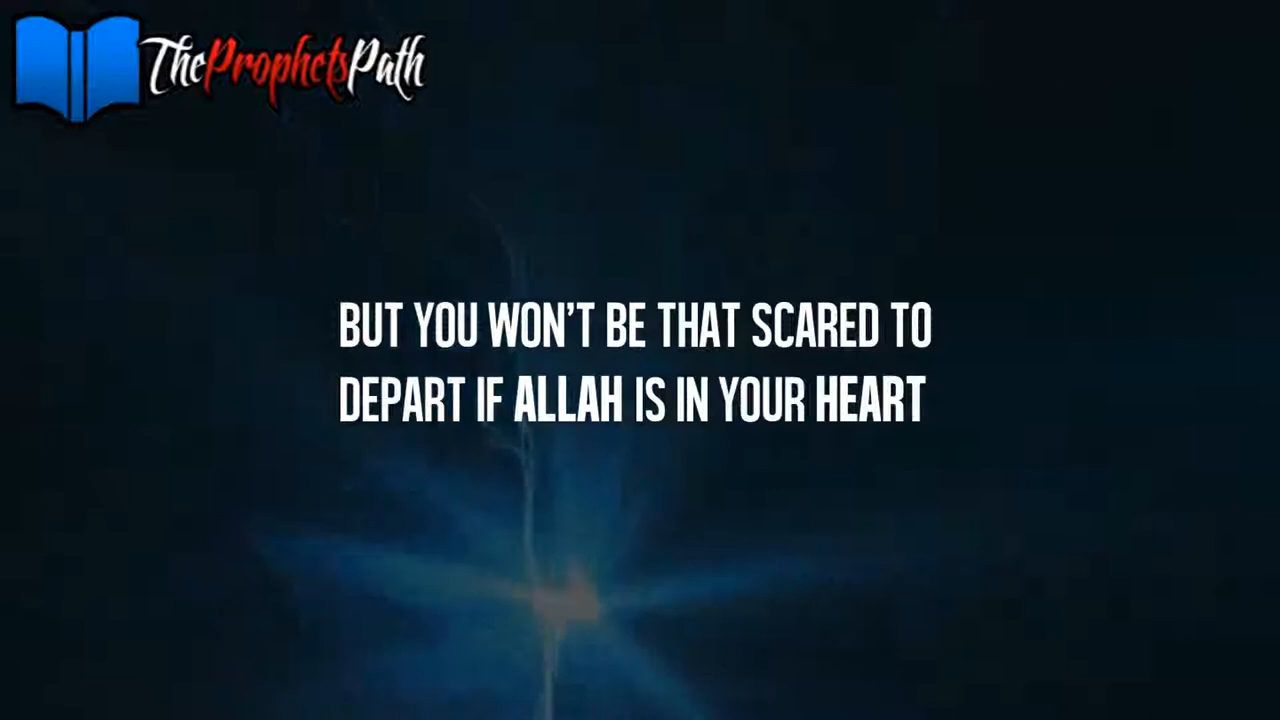 TheProphetsPath
BUT YOU WON'T BE THAT SCARED TO
DEPART IF ALLAH IS IN YOUR HEART